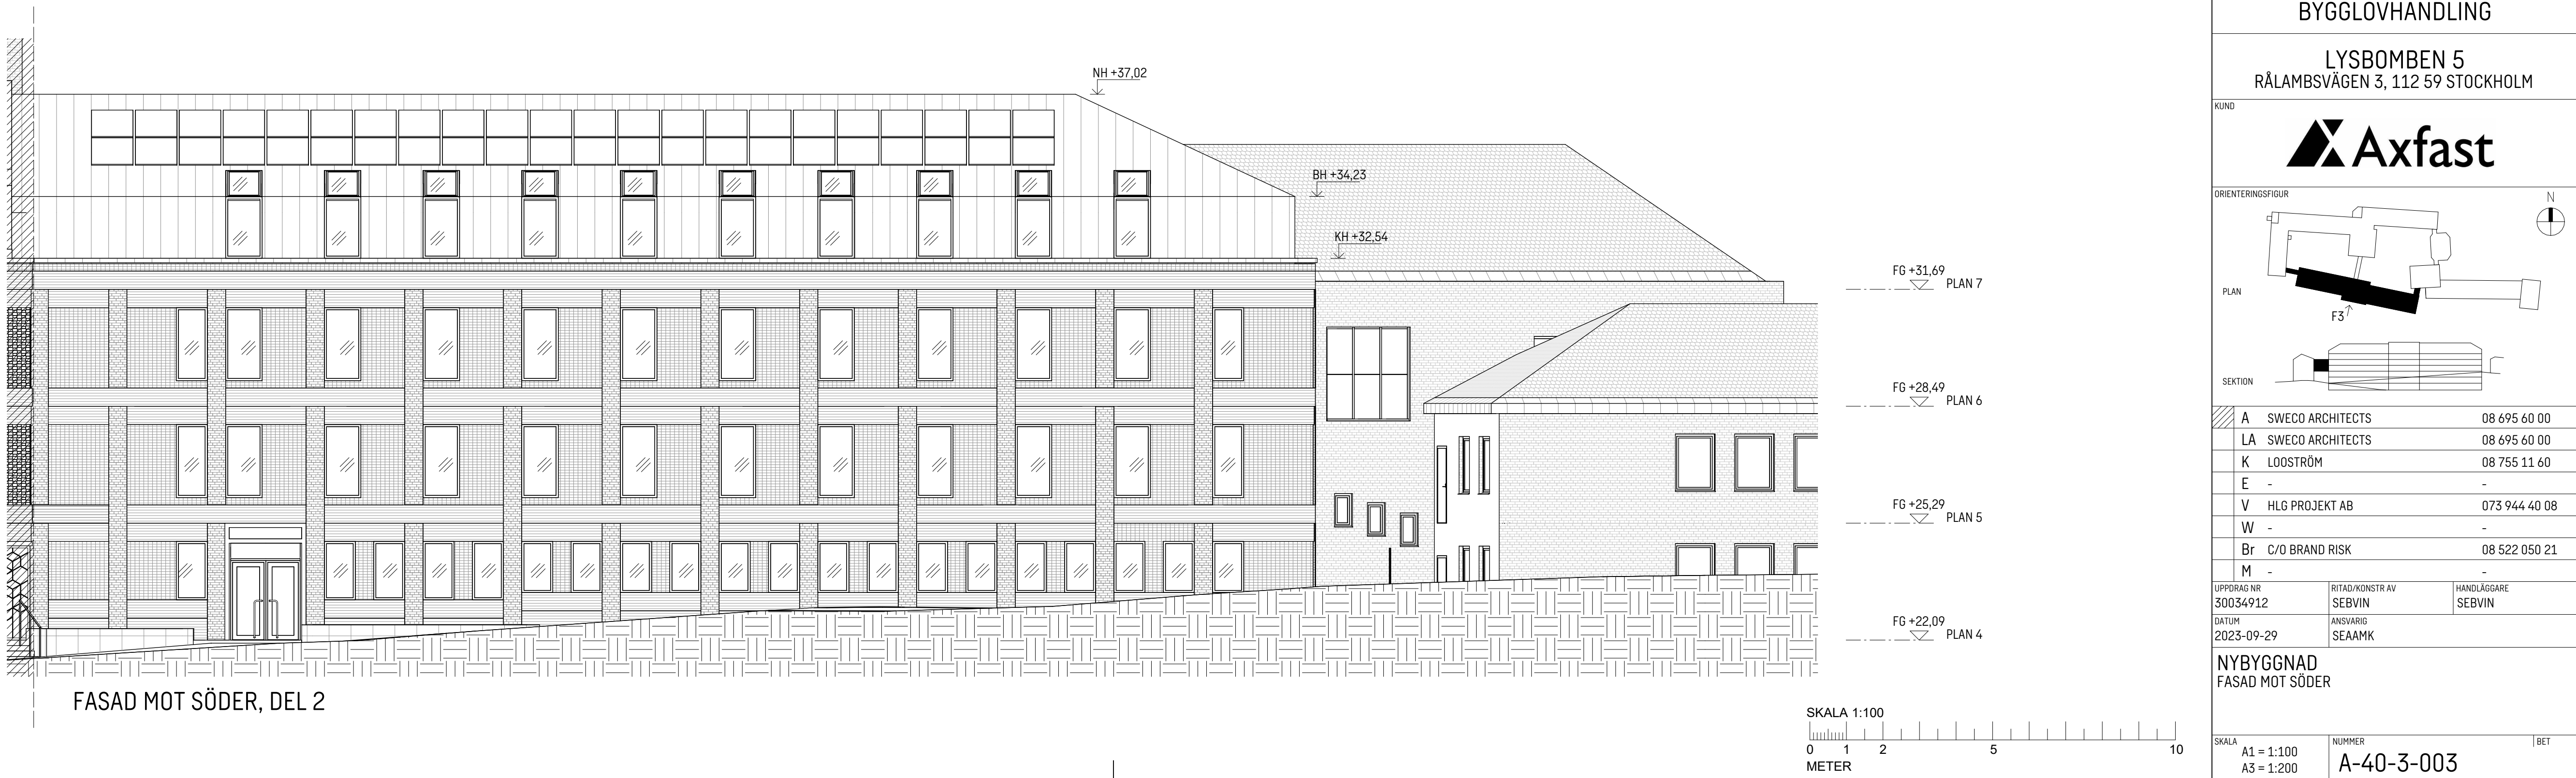 NH +37,02
BH +34,23
KH +32,54
FG +31,69
PLAN 7
FG +28,49
PLAN 6
FG +25,29
PLAN 5
FG +22,09
PLAN 4
FASAD MOT SÖDER, DEL 2
SKALA 1:100
0 1 2 5 10
METER
BYGGLOVHANDLING
LYSBOMBEN 5
RÅLAMBSVÄGEN 3, 112 59 STOCKHOLM
KUND
Axfast
ORIENTERINGSFIGUR
N
PLAN
F3
SEKTION
A SWECO ARCHITECTS 08 695 60 00
LA SWECO ARCHITECTS 08 695 60 00
K LOOSTRÖM 08 755 11 60
E - -
V HLG PROJEKT AB 073 944 40 08
W - -
Br C/O BRAND RISK 08 522 050 21
M - -
UPPDRAG NR RITAD/KONSTR AV HANDLÄGGARE
30034912 SEBVIN SEBVIN
DATUM ANSVARIG
2023-09-29 SEAAMK
NYBYGGNAD
FASAD MOT SÖDER
SKALA NUMMER BET
A1 = 1:100
A3 = 1:200
A-40-3-003